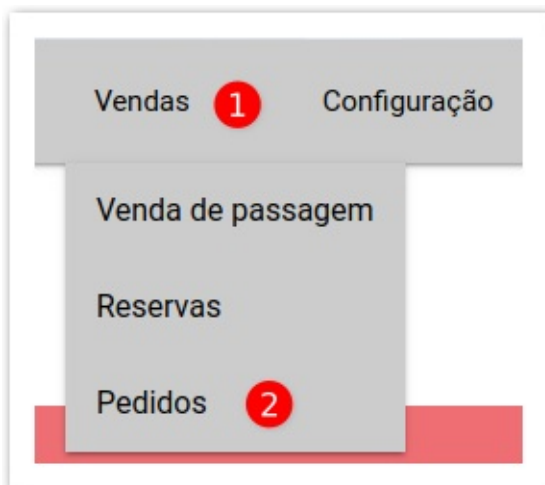 Vendas 1 Configuração
Venda de passagem
Reservas
Pedidos 2